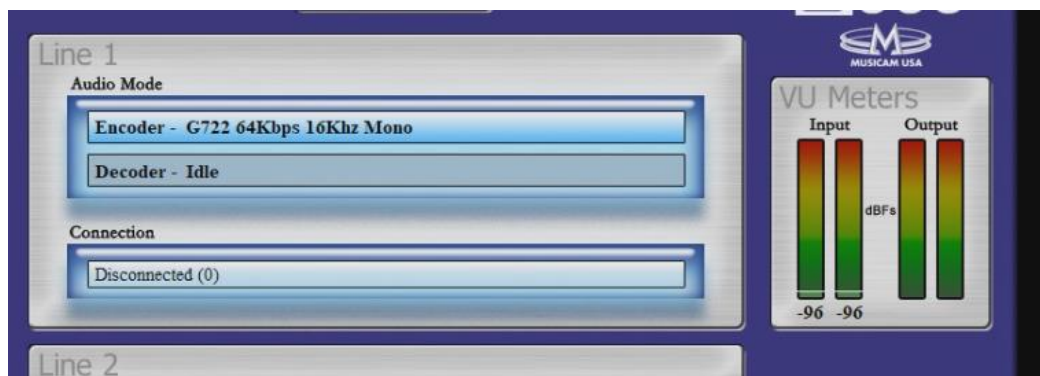 Line 1
Audio Mode
Encoder - G722 64Kbps 16Khz Mono
Decoder - Idle
Connection
Disconnected (0)
MUSICAM USA
VU Meters
Input Output
dBFs
-96 -96
Line 2